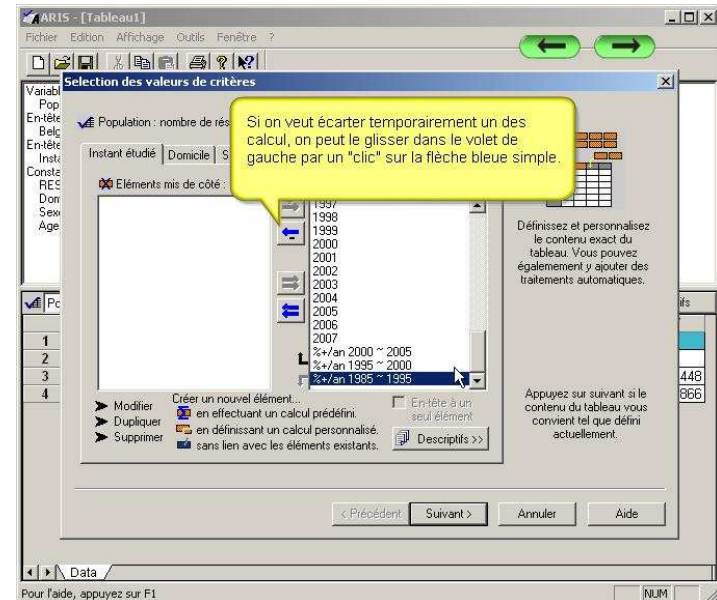 ARIS - [Tableau1]
Fichier Edition Affichage Outils Fenêtre ?
Selection des valeurs de critères
Variabl
Pop
En-tête
Belg
En-tête
Insta
Consta
RES
Dom
Sexe
Age
Population : nombre de rés
Si on veut écarter temporairement un des
calcul, on peut le glisser dans le volet de
gauche par un "clic" sur la flèche bleue simple.
Instant étudié Domicile S
Eléments mis de côté :
1997
1998
1999
2000
2001
2002
2003
2004
2005
2006
2007
%+/an 2000 ~ 2005
%+/an 1995 ~ 2000
%+/an 1985 ~ 1995
Définissez et personnalisez
le contenu exact du
tableau. Vous pouvez
égalemement y ajouter des
traitements automatiques.
Appuyez sur suivant si le
contenu du tableau vous
convient tel que défini
actuellement.
Modifier
Dupliquer
Supprimer
Créer un nouvel élément...
en effectuant un calcul prédéfini.
en définissant un calcul personnalisé.
sans lien avec les éléments existants.
En-tête à un
seul élément
Descriptifs >>
< Précédent Suivant > Annuler Aide
Po
ifs
1
2
3 448
4 866
Data
Pour l'aide, appuyez sur F1 NUM